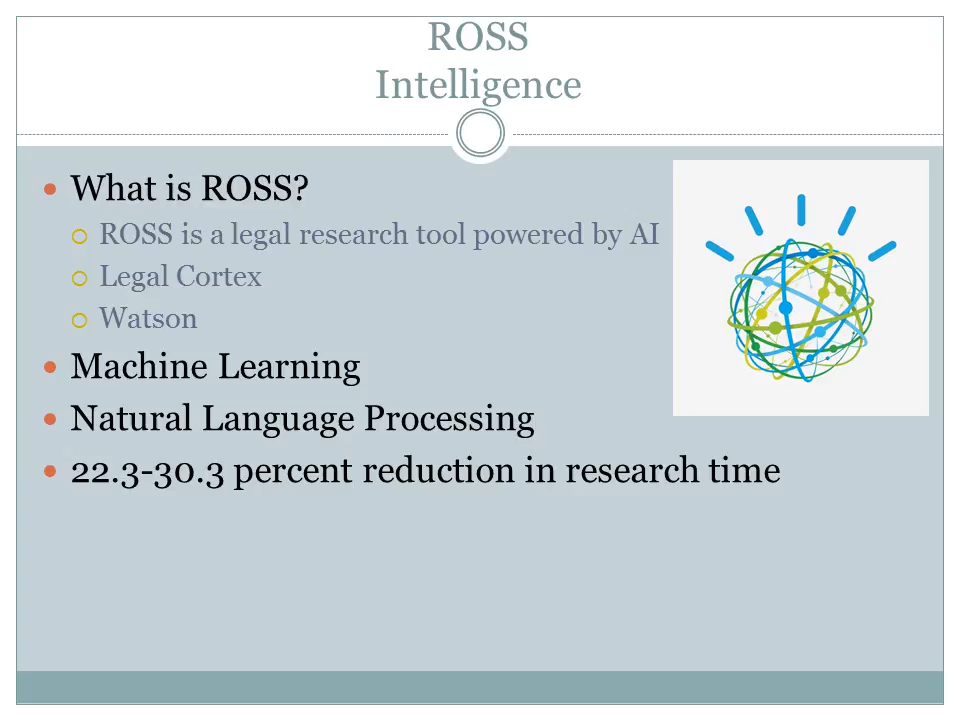 ROSS
Intelligence
What is ROSS?
ROSS is a legal research tool powered by AI
Legal Cortex
Watson
Machine Learning
Natural Language Processing
22.3-30.3 percent reduction in research time